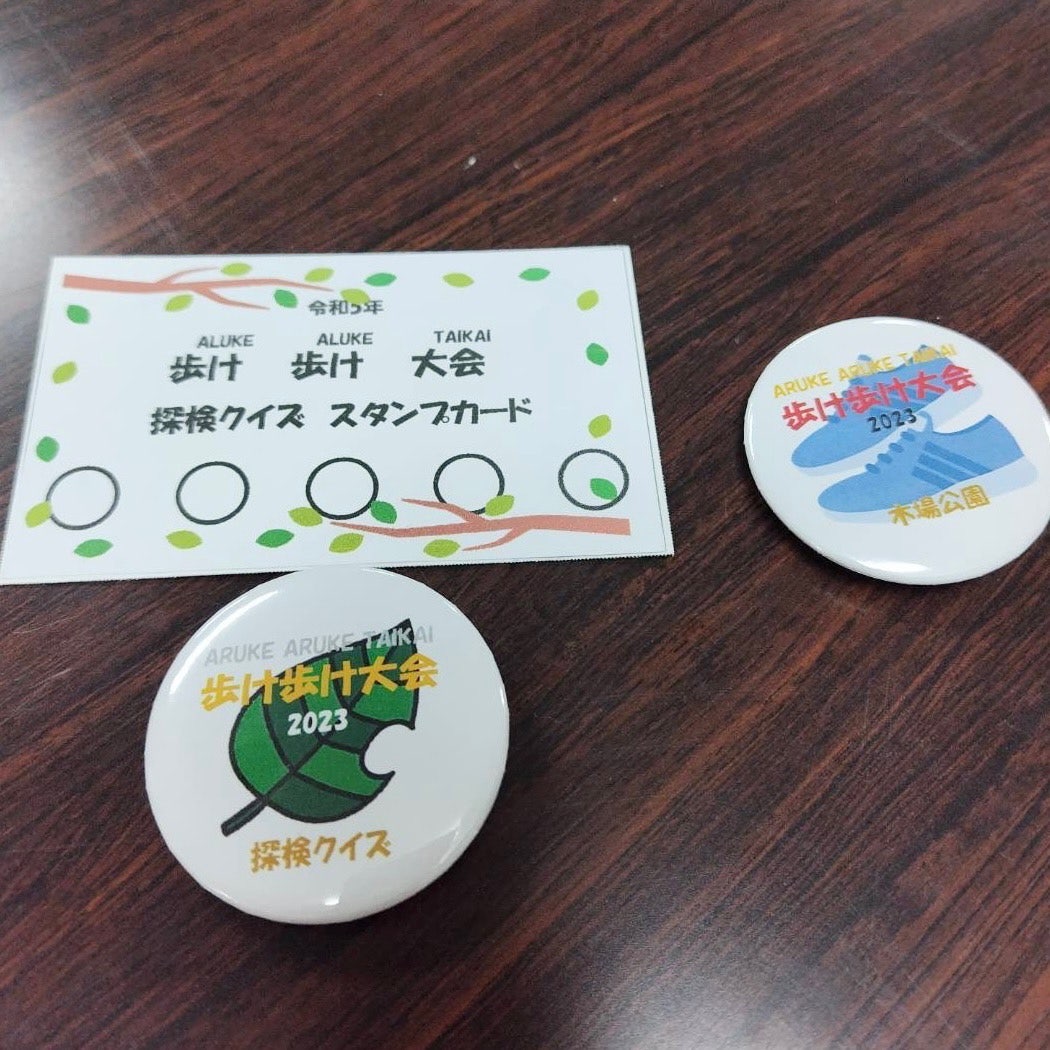 令和5年
ALUKE ALUKE TAIKAI
歩け 歩け 大会
探検クイズ スタンプカード
ARUKE ARUKE TAIKAI
歩け歩け大会
2023
木場公園
ARUKE ARUKE TAIKAI
歩け歩け大会
2023
探検クイズ